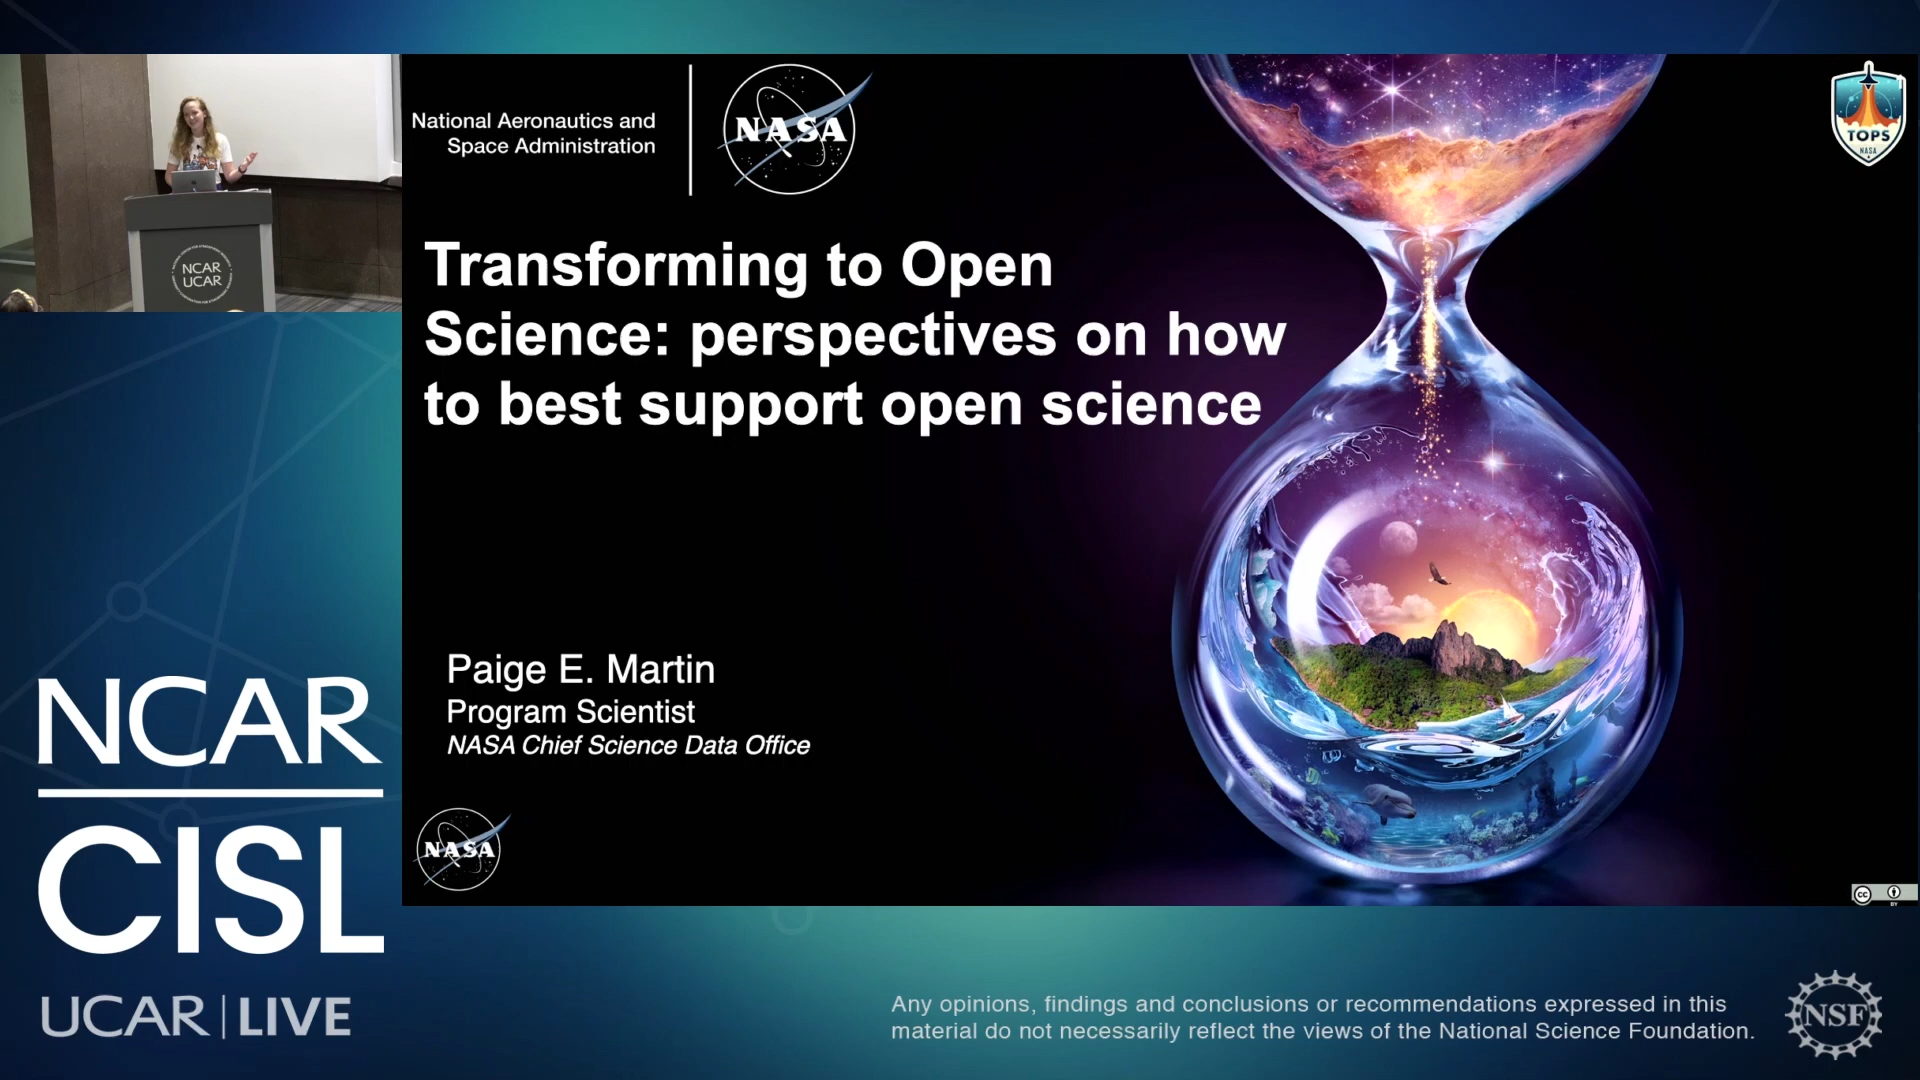 National Aeronautics and
Space Administration
NASA
TOPS
NASA
Transforming to Open
Science: perspectives on how
to best support open science
NCAR
UCAR
Paige E. Martin
Program Scientist
NASA Chief Science Data Office
NASA
cc
BY
NCAR
CISL
UCAR | LIVE
Any opinions, findings and conclusions or recommendations expressed in this
material do not necessarily reflect the views of the National Science Foundation.
NSF